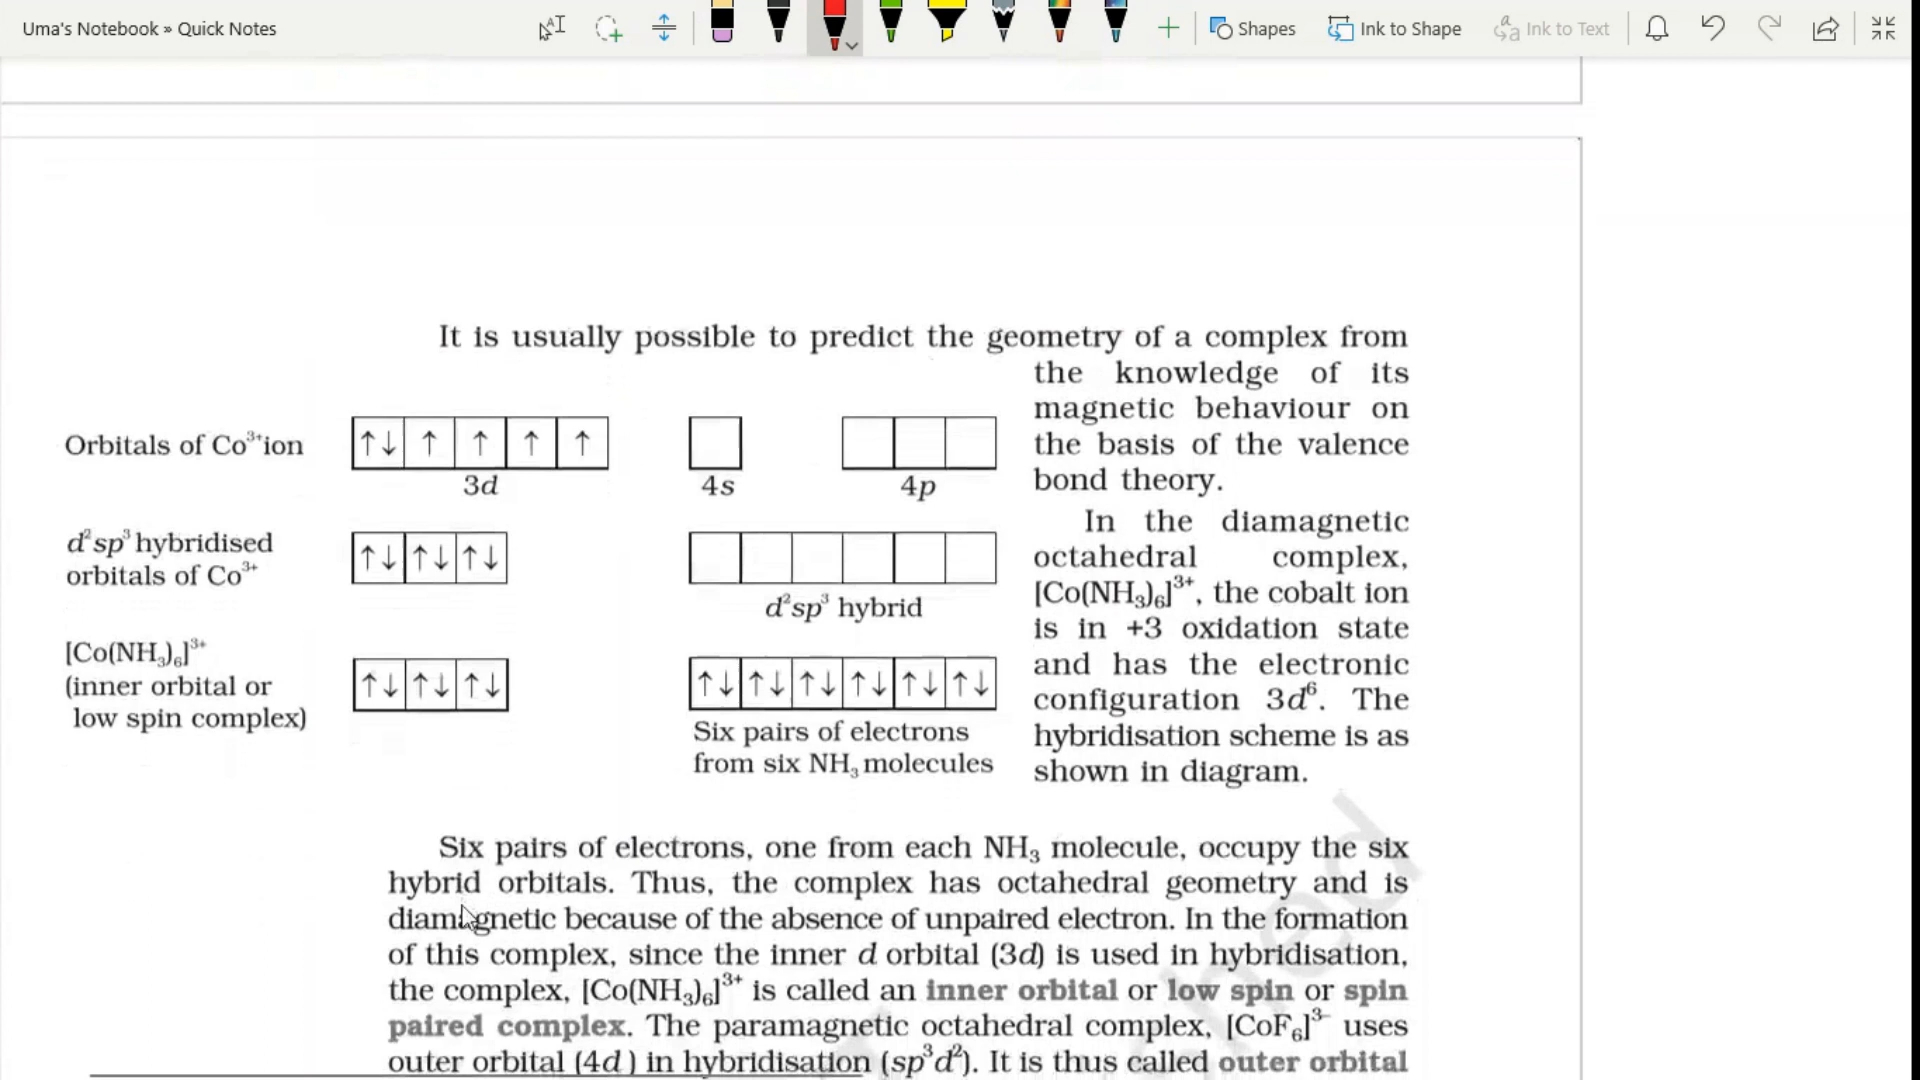 Uma's Notebook » Quick Notes
Shapes
Ink to Shape
Ink to Text
It is usually possible to predict the geometry of a complex from
the knowledge of its
magnetic behaviour on
the basis of the valence
bond theory.
Orbitals of Co³⁺ion
↑↓ ↑ ↑ ↑ ↑
3d
4s
4p
In the diamagnetic
octahedral complex,
[Co(NH₃)₆]³⁺, the cobalt ion
is in +3 oxidation state
and has the electronic
configuration 3d⁶. The
hybridisation scheme is as
shown in diagram.
d²sp³ hybridised
orbitals of Co³⁺
↑↓ ↑↓ ↑↓
d²sp³ hybrid
[Co(NH₃)₆]³⁺
(inner orbital or
low spin complex)
↑↓ ↑↓ ↑↓
↑↓ ↑↓ ↑↓ ↑↓ ↑↓ ↑↓
Six pairs of electrons
from six NH₃ molecules
Six pairs of electrons, one from each NH₃ molecule, occupy the six
hybrid orbitals. Thus, the complex has octahedral geometry and is
diamagnetic because of the absence of unpaired electron. In the formation
of this complex, since the inner d orbital (3d) is used in hybridisation,
the complex, [Co(NH₃)₆]³⁺ is called an inner orbital or low spin or spin
paired complex. The paramagnetic octahedral complex, [CoF₆]³⁻ uses
outer orbital (4d ) in hybridisation (sp³d²). It is thus called outer orbital